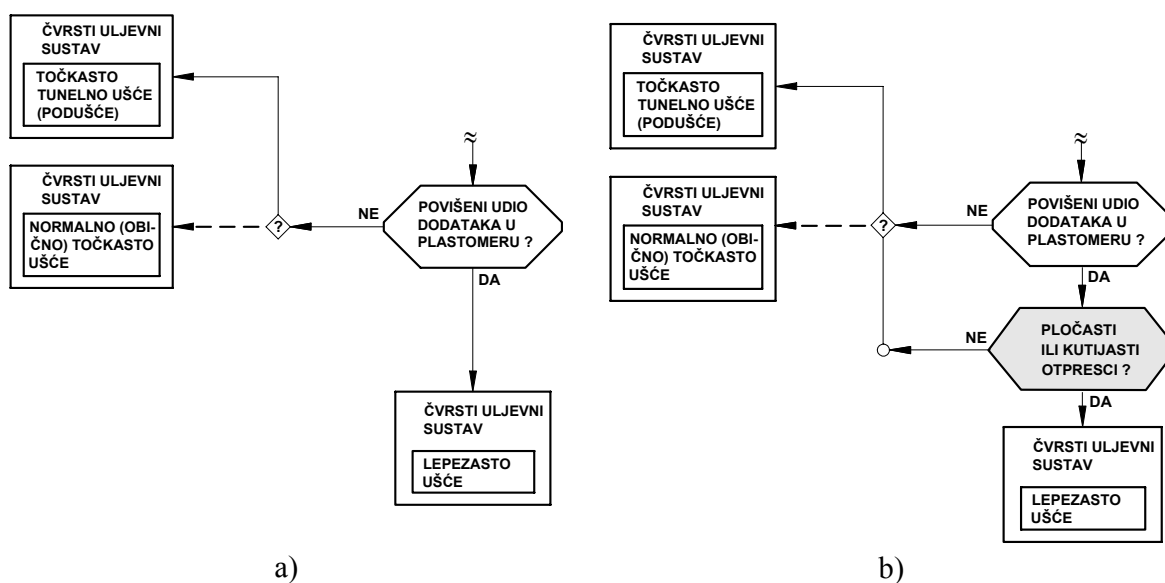 ČVRSTI ULJEVNI
SUSTAV
TOČKASTO
TUNELNO UŠĆE
(PODUŠĆE)
≈
ČVRSTI ULJEVNI
SUSTAV
NORMALNO (OBI-
ČNO) TOČKASTO
UŠĆE
?
NE
POVIŠENI UDIO
DODATAKA U
PLASTOMERU ?
DA
ČVRSTI ULJEVNI
SUSTAV
LEPEZASTO
UŠĆE
a)
ČVRSTI ULJEVNI
SUSTAV
TOČKASTO
TUNELNO UŠĆE
(PODUŠĆE)
≈
ČVRSTI ULJEVNI
SUSTAV
NORMALNO (OBI-
ČNO) TOČKASTO
UŠĆE
?
NE
POVIŠENI UDIO
DODATAKA U
PLASTOMERU ?
DA
NE
PLOČASTI
ILI KUTIJASTI
OTPRESCI ?
DA
ČVRSTI ULJEVNI
SUSTAV
LEPEZASTO
UŠĆE
b)